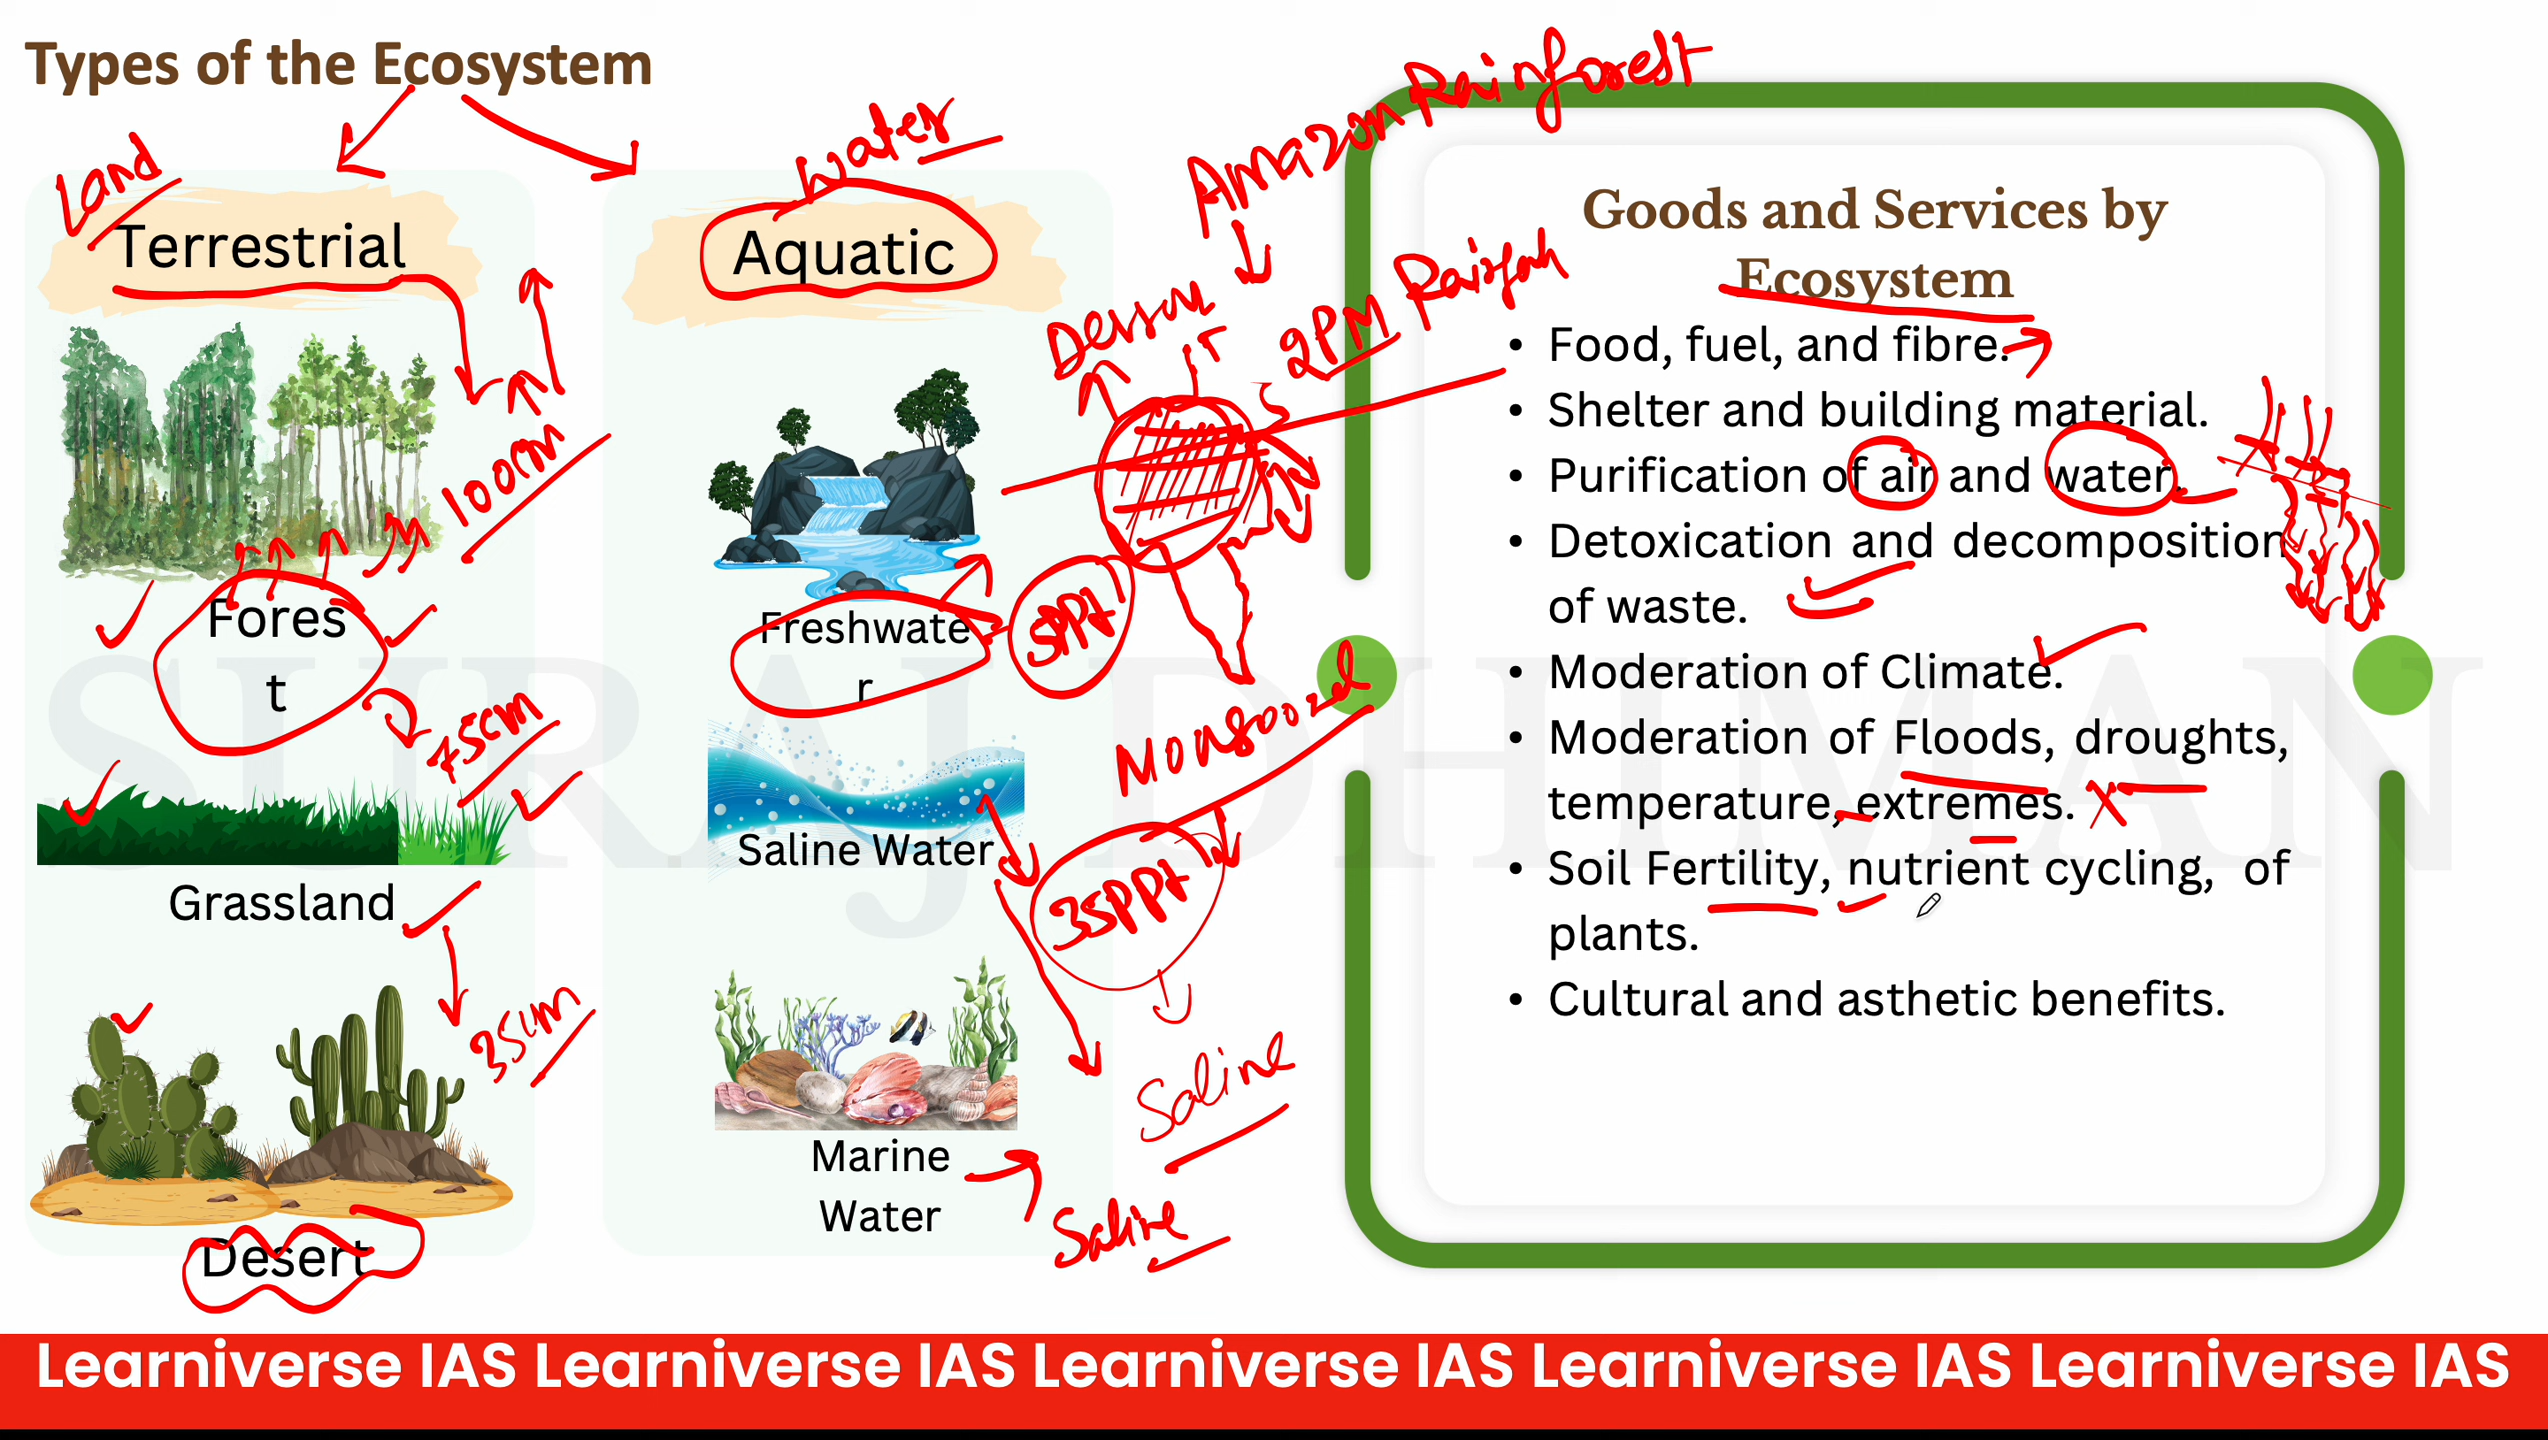 Types of the Ecosystem
Land
Terrestrial
100cm
Fores
t
75cm
Grassland
35cm
Desert
Water
Aquatic
Freshwate
r
5PPt
Saline Water
35PPt
Saline
Marine
Water
Saline
Amazon Rainforest
2PM Rainfall
Goods and Services by
Ecosystem
• Food, fuel, and fibre.
• Shelter and building material.
• Purification of air and water.
• Detoxication and decomposition
of waste.
• Moderation of Climate.
• Moderation of Floods, droughts,
temperature, extremes.
• Soil Fertility, nutrient cycling, of
plants.
• Cultural and asthetic benefits.
SURAJ DHIMAN
Learniverse IAS Learniverse IAS Learniverse IAS Learniverse IAS Learniverse IAS